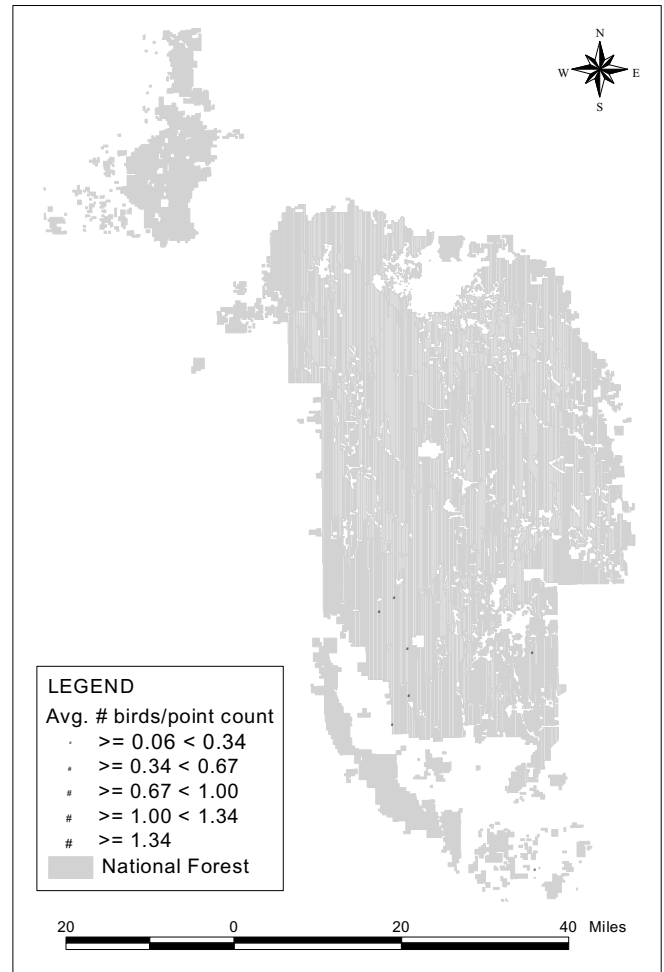 N
W E
S
LEGEND
Avg. # birds/point count
>= 0.06 < 0.34
>= 0.34 < 0.67
# >= 0.67 < 1.00
# >= 1.00 < 1.34
# >= 1.34
National Forest
20 0 20 40 Miles